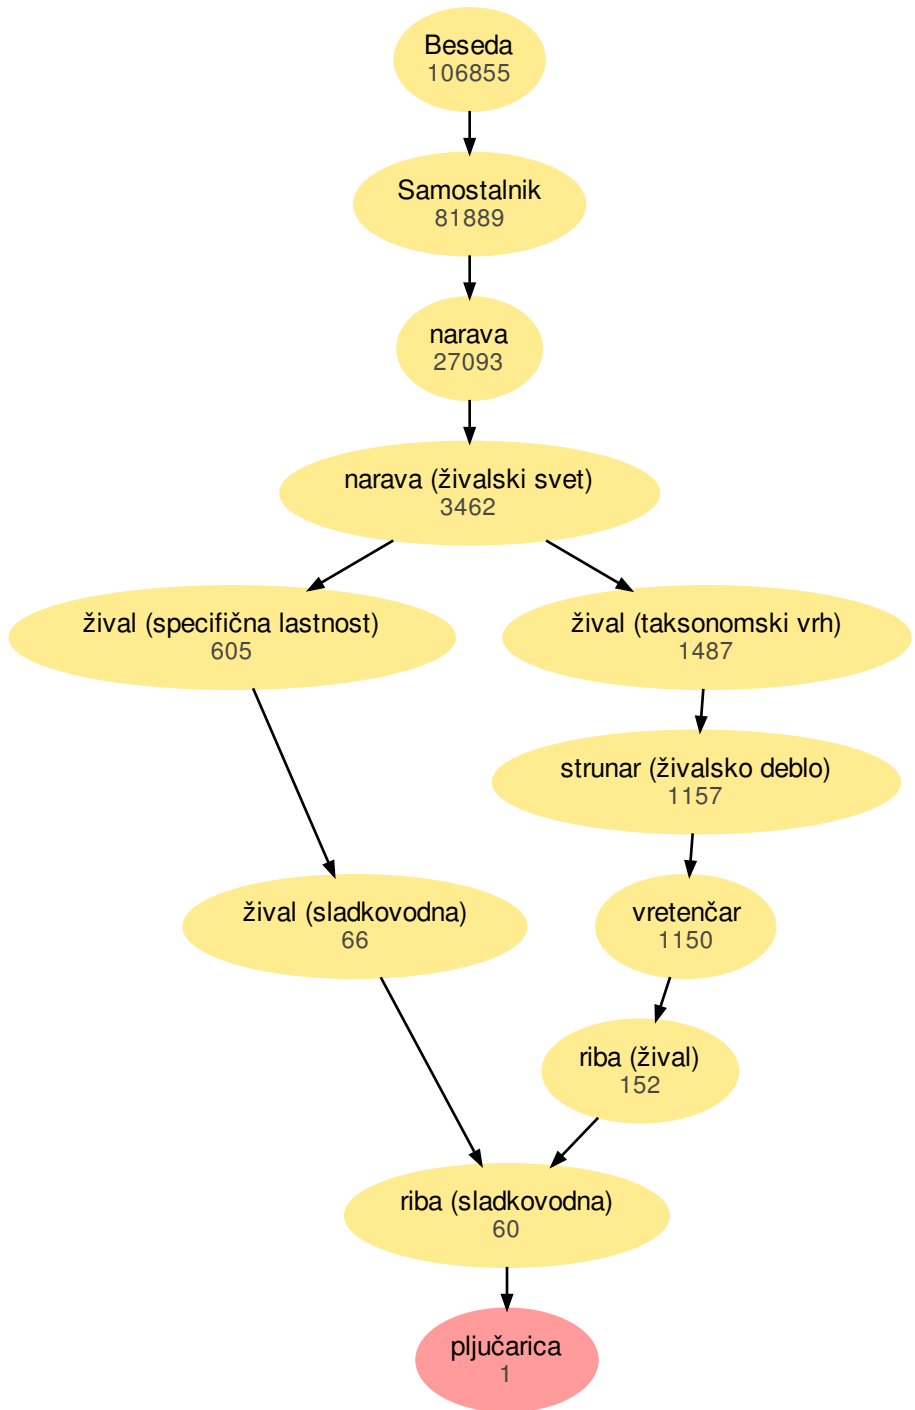 Beseda
106855
Samostalnik
81889
narava
27093
narava (živalski svet)
3462
žival (specifična lastnost)
605
žival (taksonomski vrh)
1487
strunar (živalsko deblo)
1157
žival (sladkovodna)
66
vretenčar
1150
riba (žival)
152
riba (sladkovodna)
60
pljučarica
1